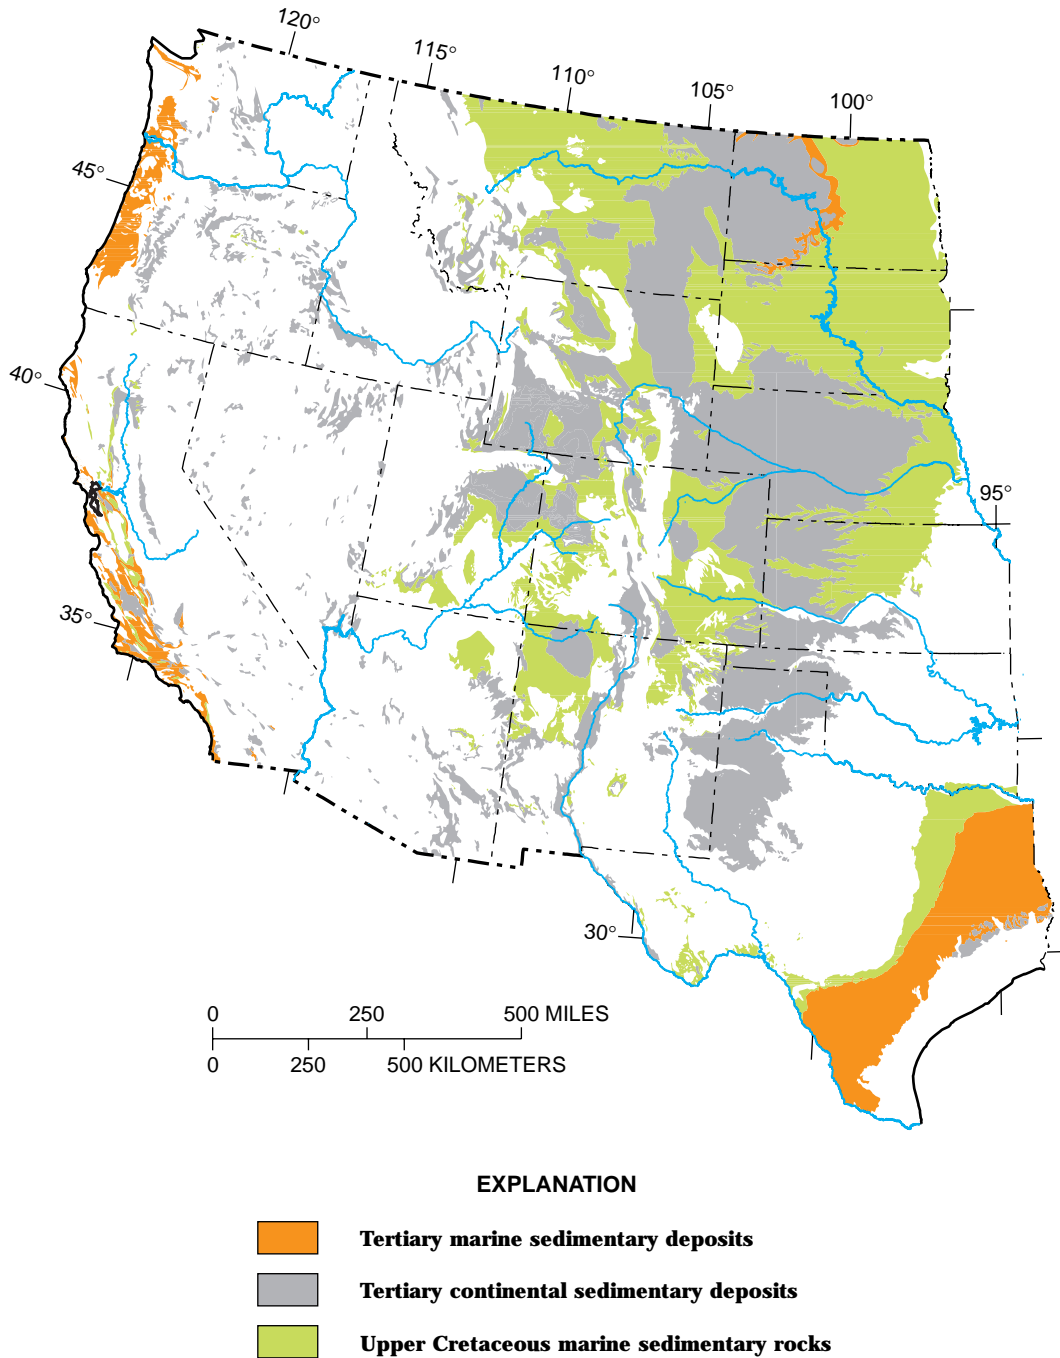 120°
115°
110°
105°
100°
45°
40°
95°
35°
30°
0 250 500 MILES
0 250 500 KILOMETERS
EXPLANATION
Tertiary marine sedimentary deposits
Tertiary continental sedimentary deposits
Upper Cretaceous marine sedimentary rocks